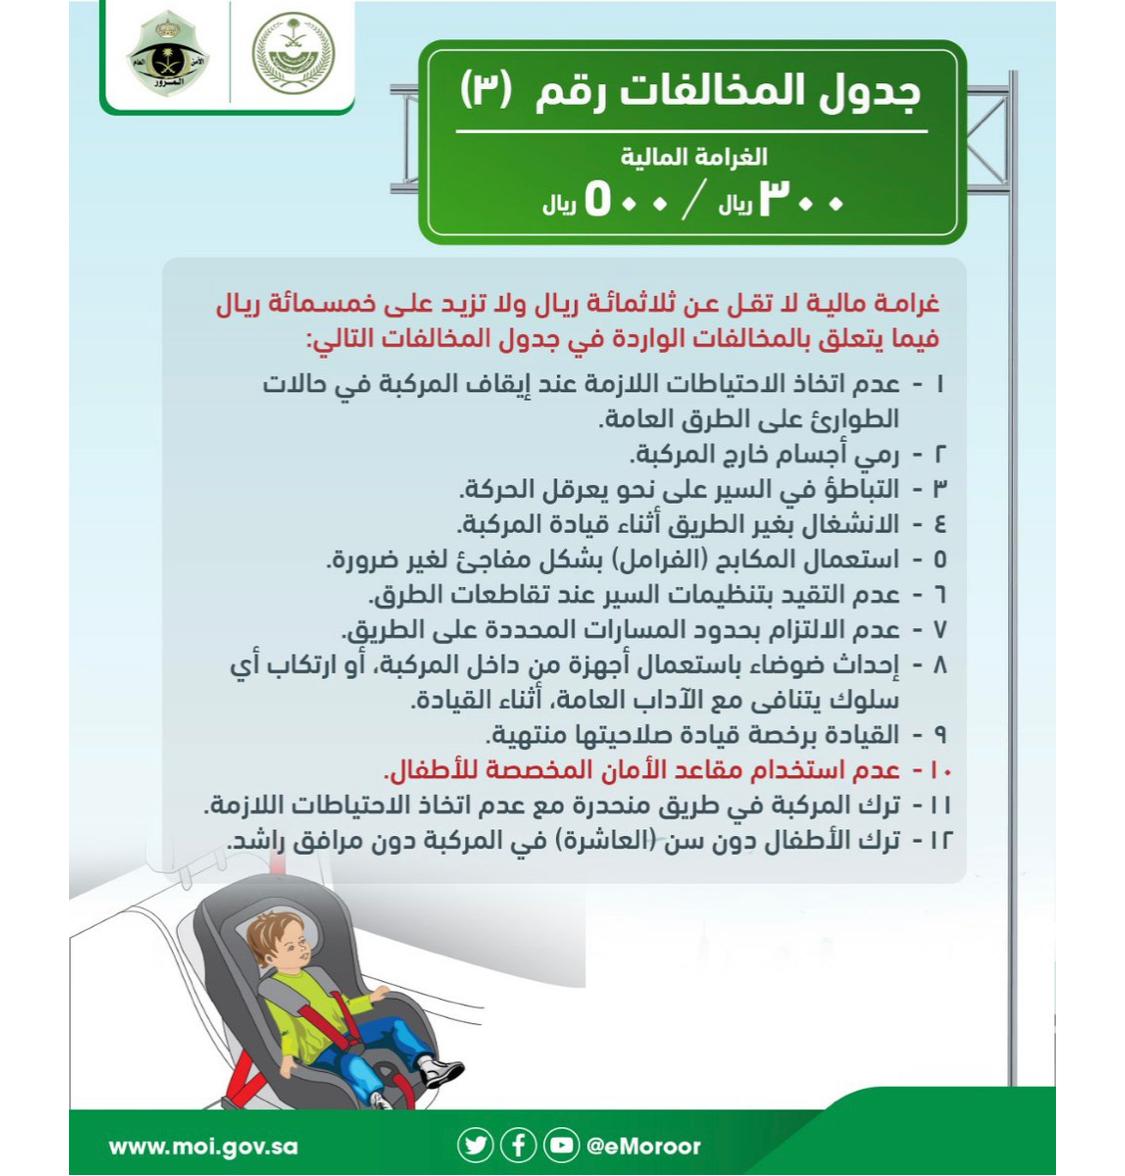 الأمن العام
المرور
جدول المخالفات رقم (٣)
الغرامة المالية
٣٠٠ ريال / ٥٠٠ ريال
غرامة مالية لا تقل عن ثلاثمائة ريال ولا تزيد على خمسمائة ريال
فيما يتعلق بالمخالفات الواردة في جدول المخالفات التالي:
١ - عدم اتخاذ الاحتياطات اللازمة عند إيقاف المركبة في حالات
الطوارئ على الطرق العامة.
٢ - رمي أجسام خارج المركبة.
٣ - التباطؤ في السير على نحو يعرقل الحركة.
٤ - الانشغال بغير الطريق أثناء قيادة المركبة.
٥ - استعمال المكابح (الفرامل) بشكل مفاجئ لغير ضرورة.
٦ - عدم التقيد بتنظيمات السير عند تقاطعات الطرق.
٧ - عدم الالتزام بحدود المسارات المحددة على الطريق.
٨ - إحداث ضوضاء باستعمال أجهزة من داخل المركبة، أو ارتكاب أي
سلوك يتنافى مع الآداب العامة، أثناء القيادة.
٩ - القيادة برخصة قيادة صلاحيتها منتهية.
١٠- عدم استخدام مقاعد الأمان المخصصة للأطفال.
١١ - ترك المركبة في طريق منحدرة مع عدم اتخاذ الاحتياطات اللازمة.
١٢ - ترك الأطفال دون سن (العاشرة) في المركبة دون مرافق راشد.
www.moi.gov.sa
@eMoroor